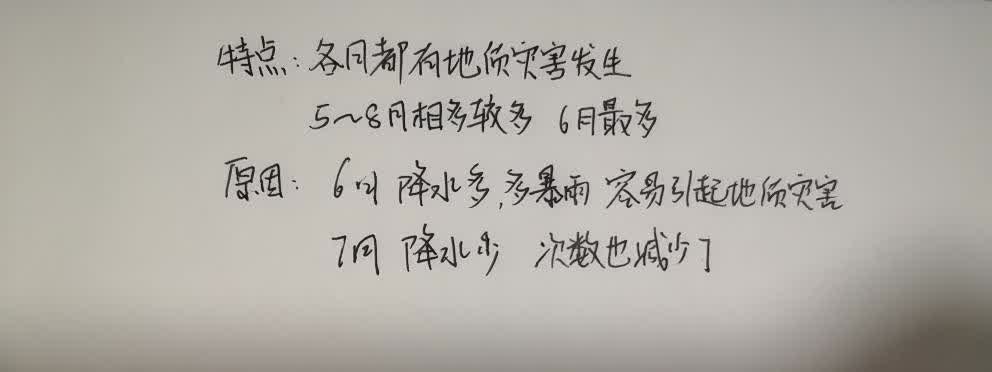 特点：各月都有地质灾害发生
5～8月相多较多 6月最多
原因：6月 降水多,多暴雨 容易引起地质灾害
7月 降水少 次数也减少了